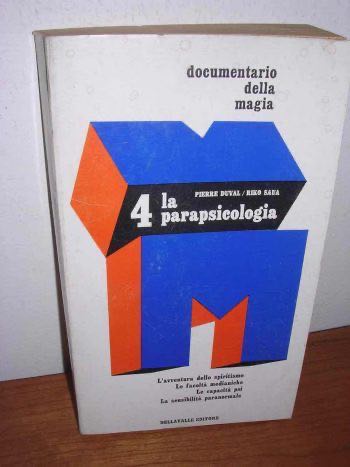 documentario
della
magia
PIERRE DUVAL / RIKO SAUA
4 la
parapsicologia
L'avventura dello spiritismo
Le facoltà medianiche
Le capacità psi
La sensibilità paranormale
DELLAVALLE EDITORE